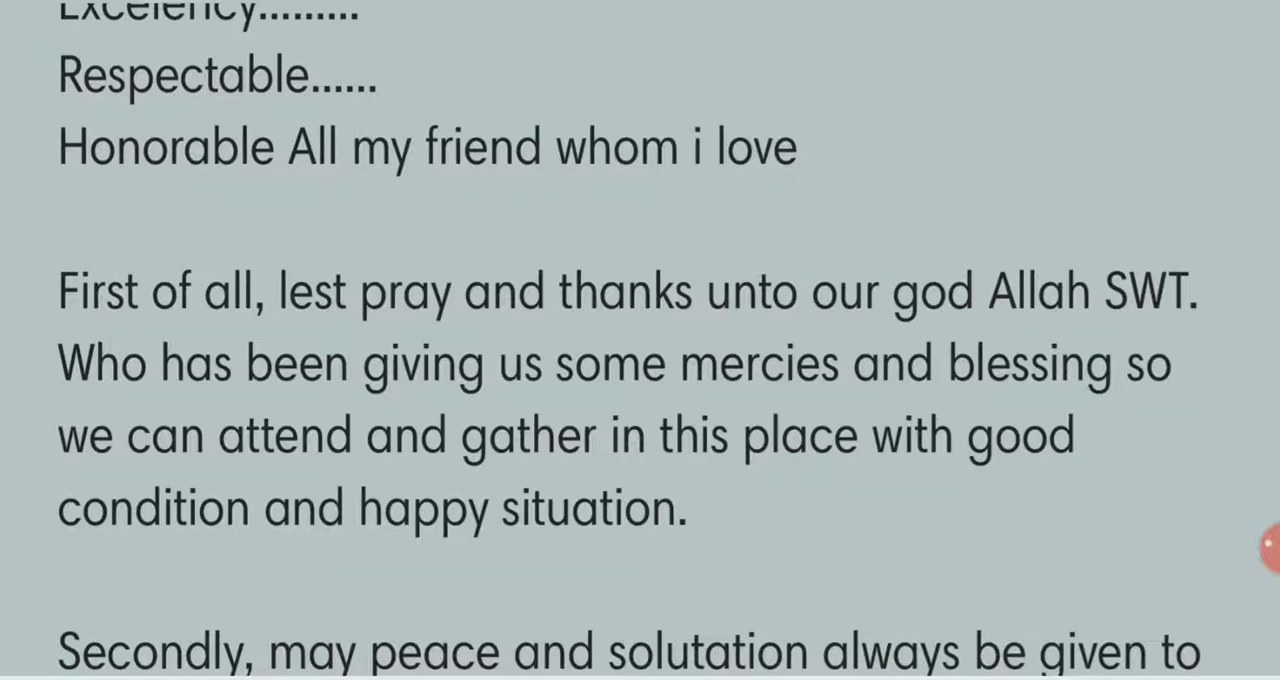 Excelency.........
Respectable......
Honorable All my friend whom i love
First of all, lest pray and thanks unto our god Allah SWT.
Who has been giving us some mercies and blessing so
we can attend and gather in this place with good
condition and happy situation.
Secondly, may peace and solutation always be given to